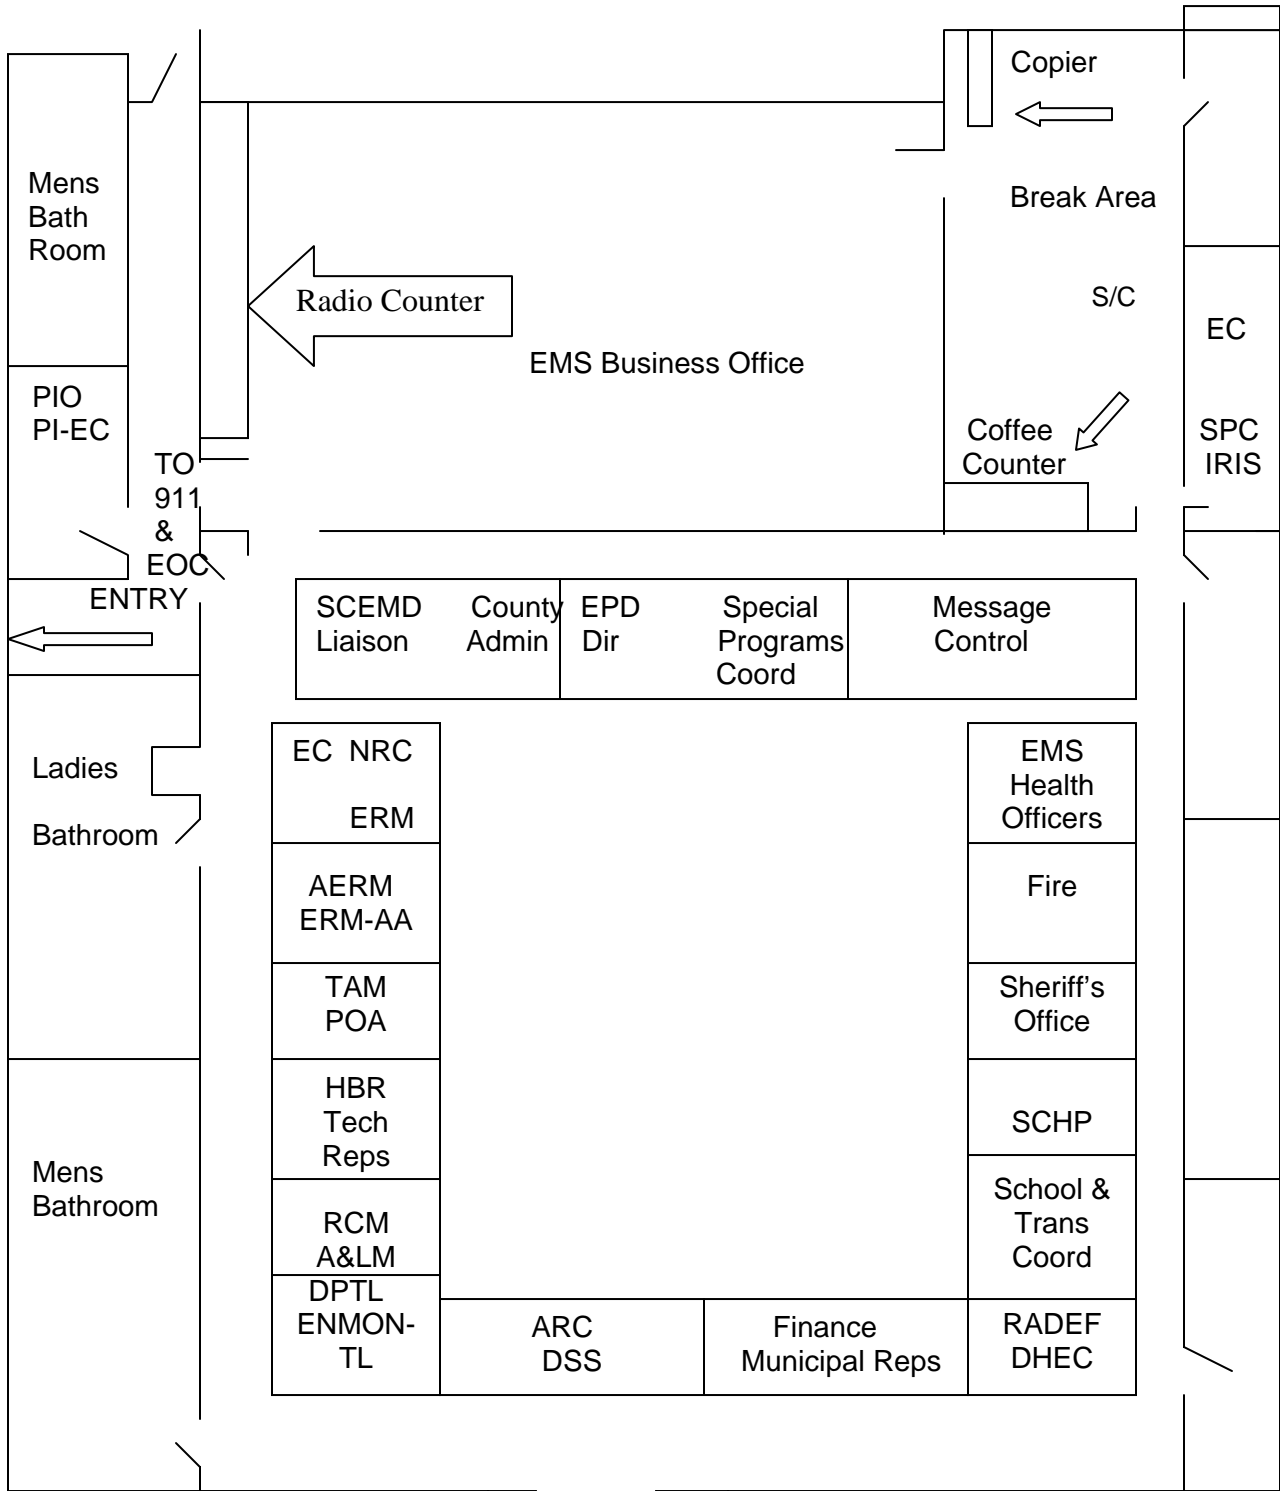 Copier
Mens
Bath
Room
Break Area
Radio Counter
S/C
EC
EMS Business Office
PIO
PI-EC
Coffee
Counter
SPC
IRIS
TO
911
&
EOC
ENTRY
SCEMD
Liaison
County
Admin
EPD
Dir
Special
Programs
Coord
Message
Control
Ladies
Bathroom
EC NRC
ERM
EMS
Health
Officers
AERM
ERM-AA
Fire
TAM
POA
Sheriff’s
Office
HBR
Tech
Reps
SCHP
Mens
Bathroom
RCM
A&LM
School &
Trans
Coord
DPTL
ENMON-
TL
ARC
DSS
Finance
Municipal Reps
RADEF
DHEC